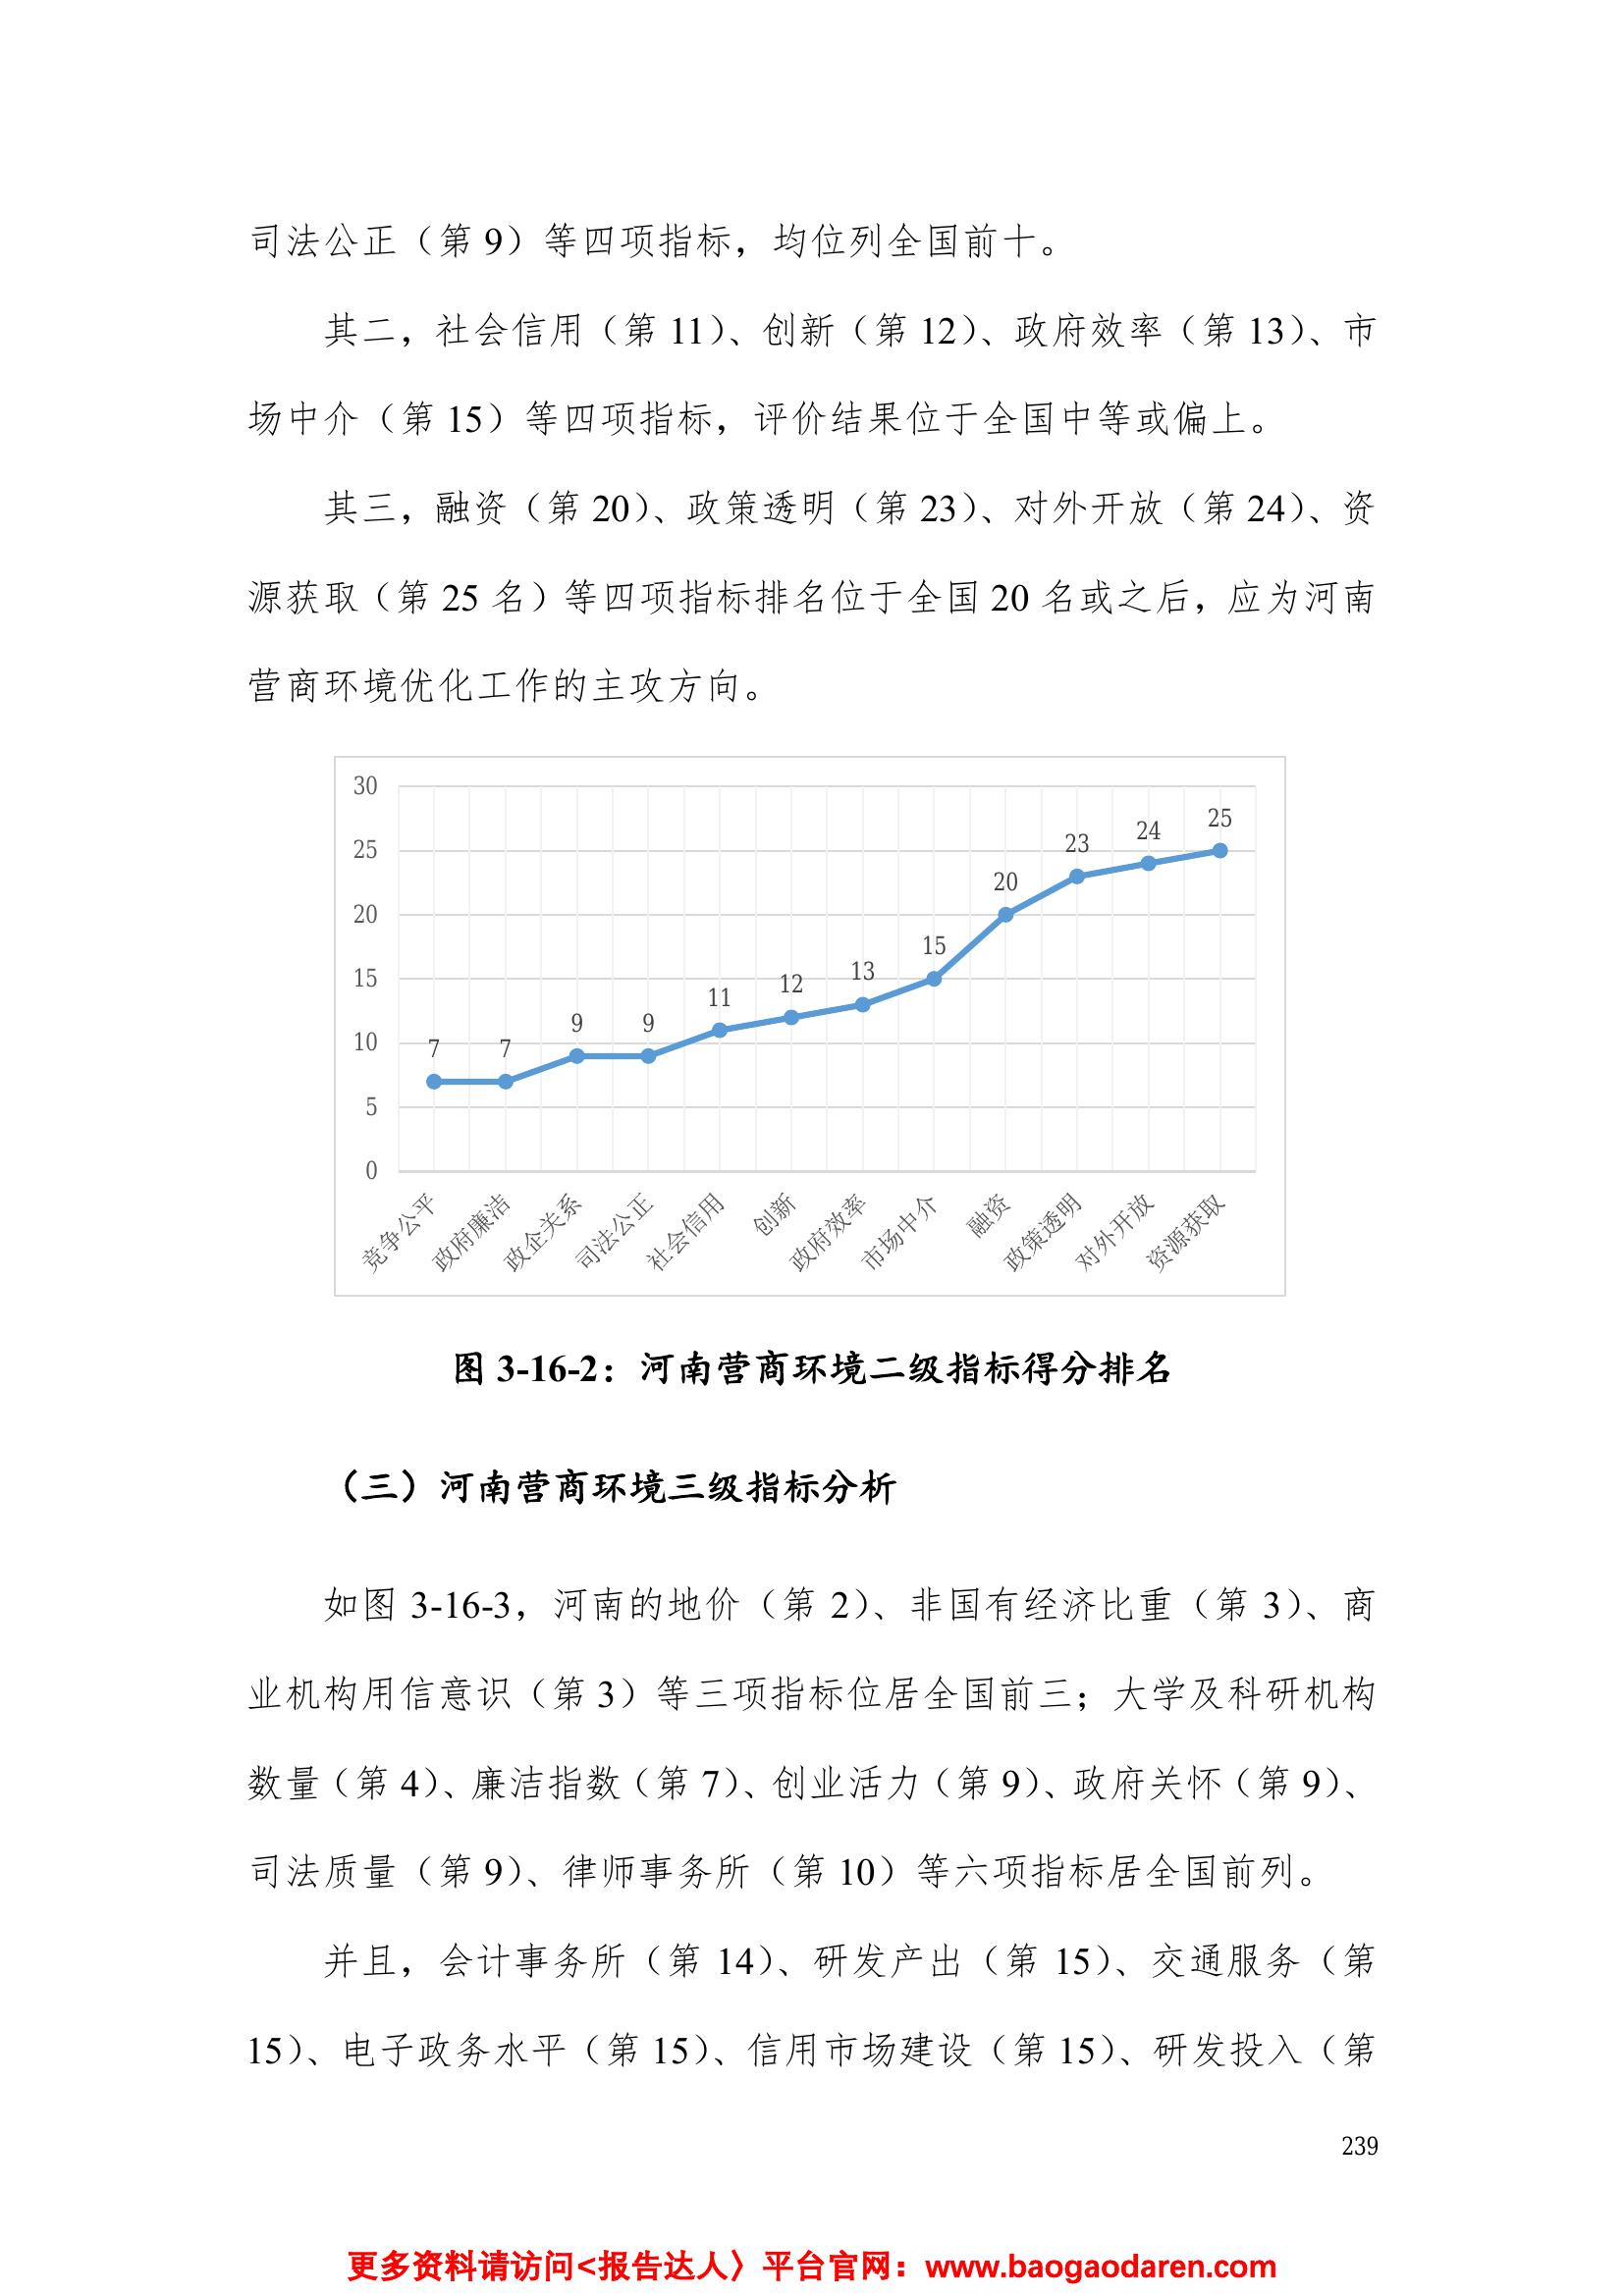 司法公正（第 9）等四项指标，均位列全国前十。
其二，社会信用（第 11）、创新（第 12）、政府效率（第 13）、市
场中介（第 15）等四项指标，评价结果位于全国中等或偏上。
其三，融资（第 20）、政策透明（第 23）、对外开放（第 24）、资
源获取（第 25 名）等四项指标排名位于全国 20 名或之后，应为河南
营商环境优化工作的主攻方向。
30
25
20
15
10
5
0
7
7
9
9
11
12
13
15
20
23
24
25
竞争公平
政府廉洁
政企关系
司法公正
社会信用
创新
政府效率
市场中介
融资
政策透明
对外开放
资源获取
图 3-16-2：河南营商环境二级指标得分排名
（三）河南营商环境三级指标分析
如图 3-16-3，河南的地价（第 2）、非国有经济比重（第 3）、商
业机构用信意识（第 3）等三项指标位居全国前三；大学及科研机构
数量（第 4）、廉洁指数（第 7）、创业活力（第 9）、政府关怀（第 9）、
司法质量（第 9）、律师事务所（第 10）等六项指标居全国前列。
并且，会计事务所（第 14）、研发产出（第 15）、交通服务（第
15）、电子政务水平（第 15）、信用市场建设（第 15）、研发投入（第
239
更多资料请访问<报告达人〉平台官网：www.baogaodaren.com